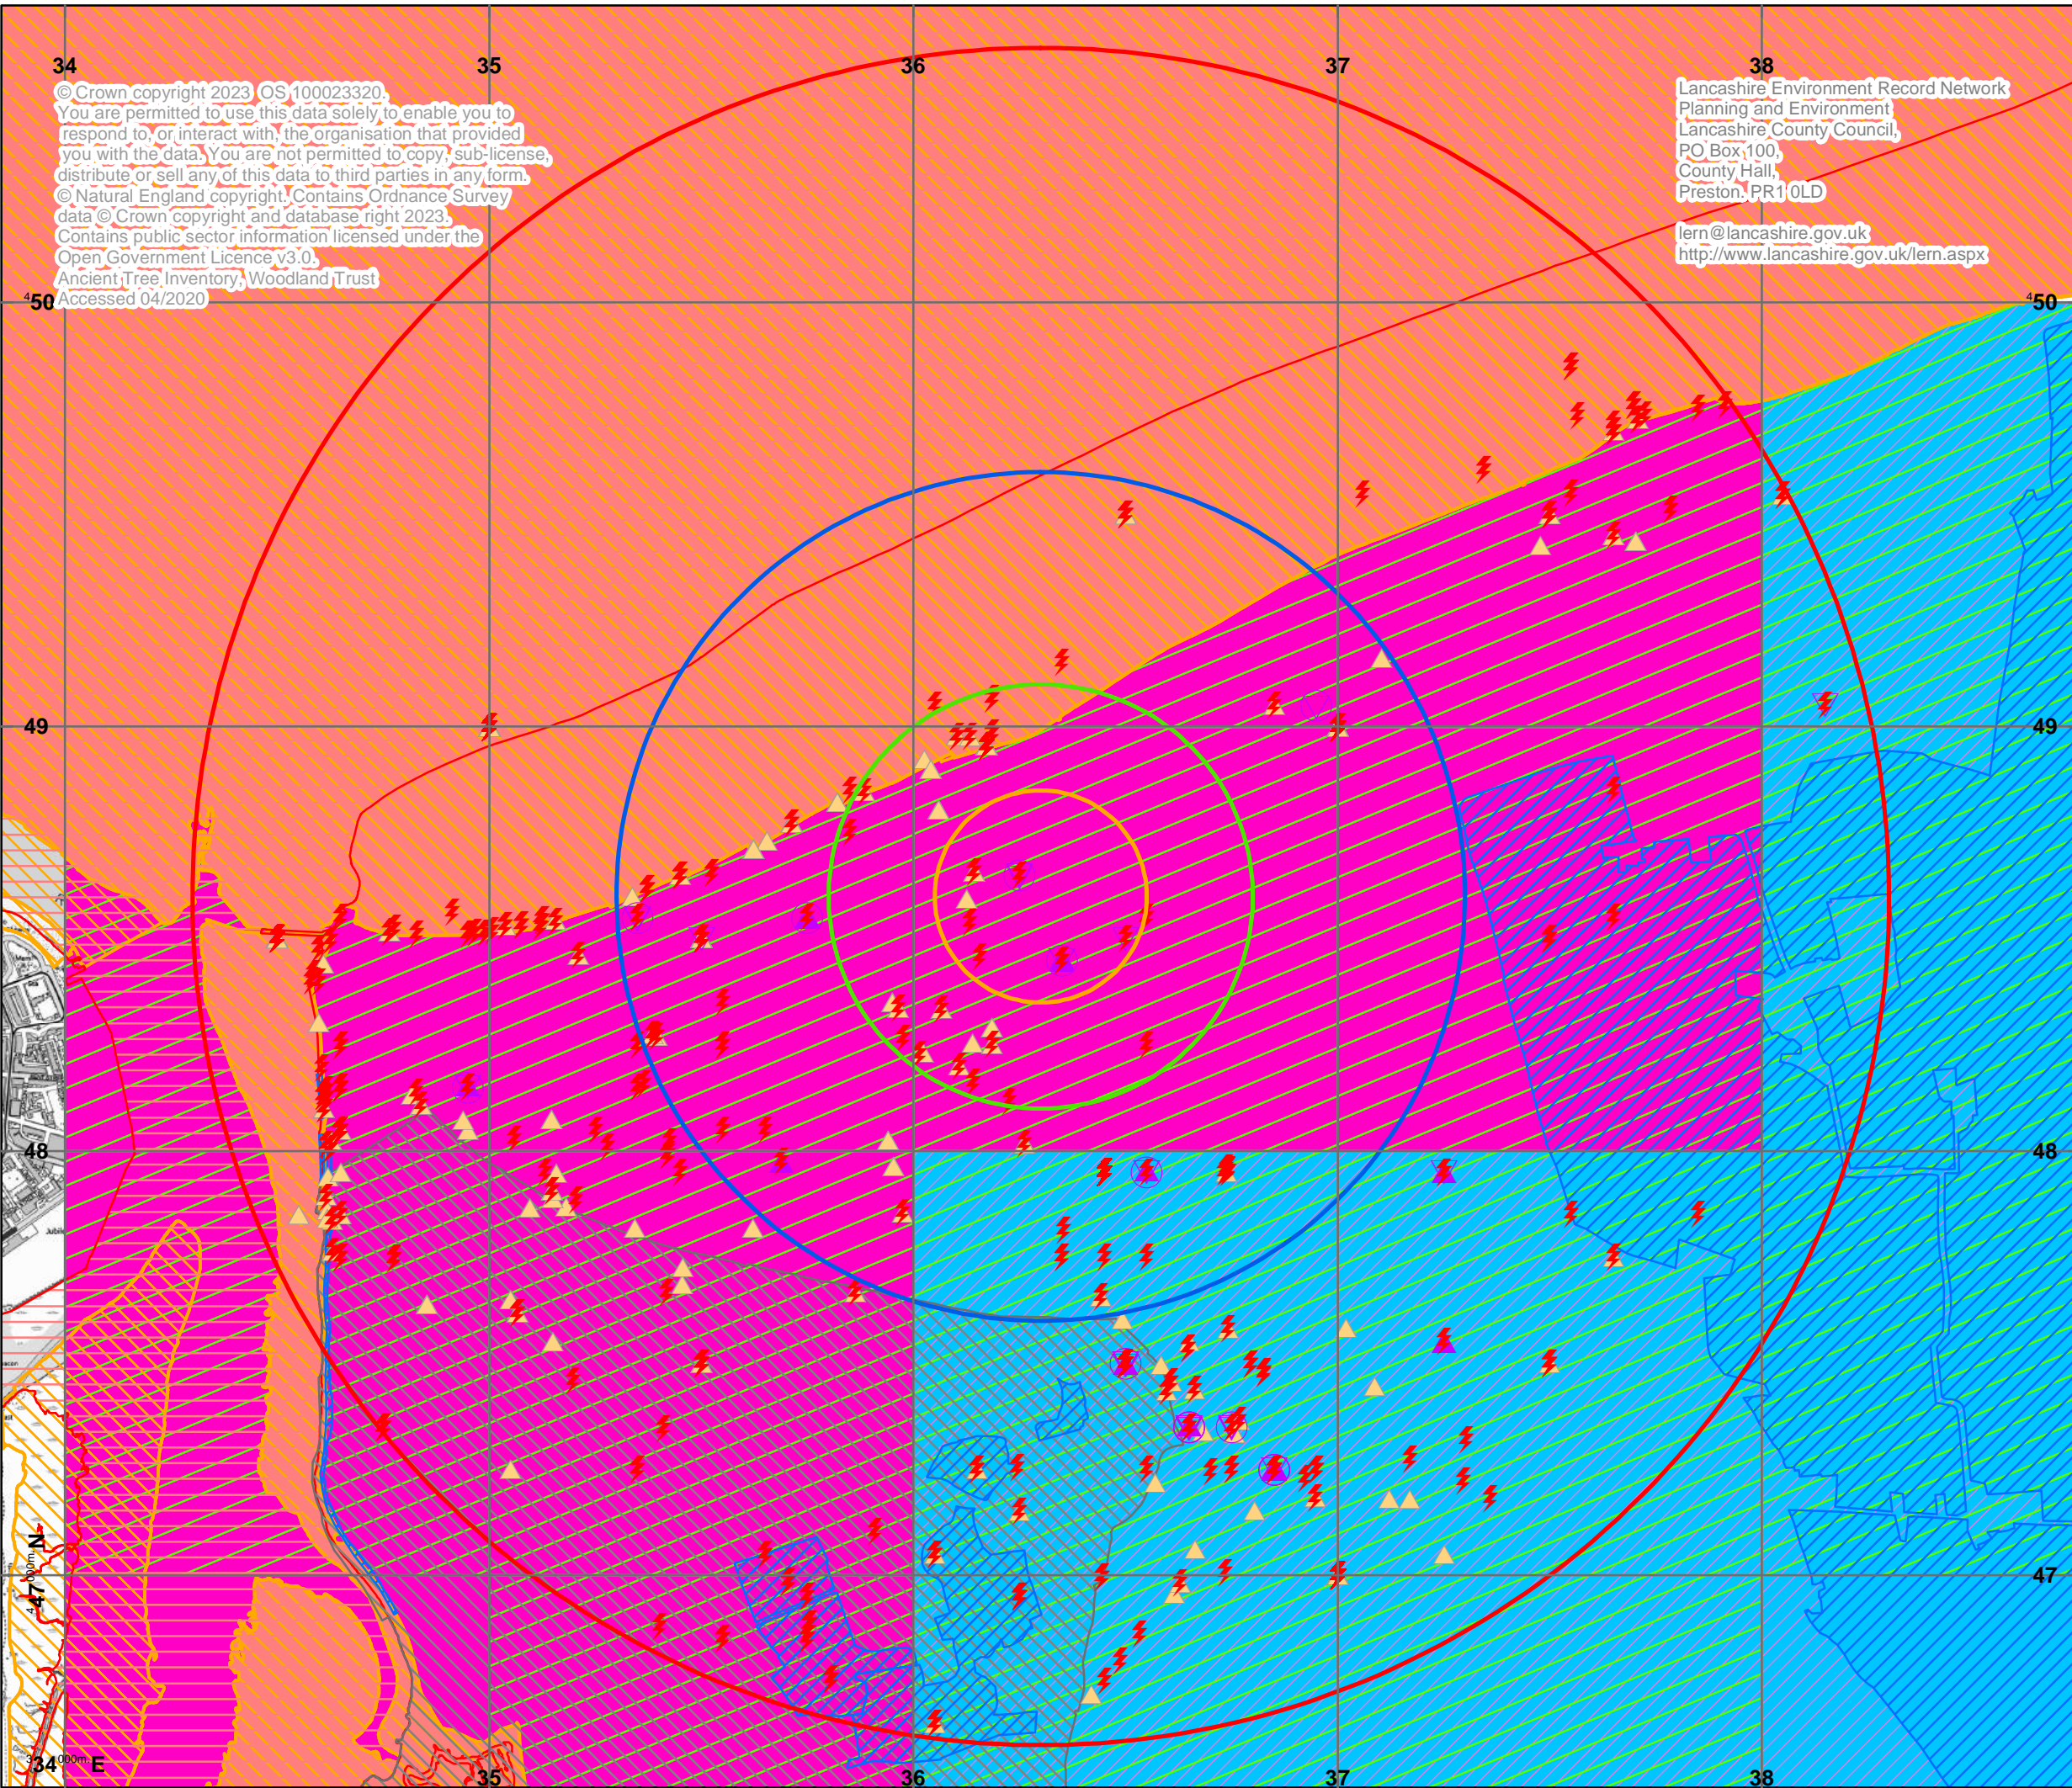 34 35 36 37 38
© Crown copyright 2023 OS 100023320.
You are permitted to use this data solely to enable you to
respond to, or interact with, the organisation that provided
you with the data. You are not permitted to copy, sub-license,
distribute or sell any of this data to third parties in any form.
© Natural England copyright. Contains Ordnance Survey
data © Crown copyright and database right 2023.
Contains public sector information licensed under the
Open Government Licence v3.0.
Ancient Tree Inventory, Woodland Trust
Accessed 04/2020
Lancashire Environment Record Network
Planning and Environment
Lancashire County Council,
PO Box 100,
County Hall,
Preston. PR1 0LD
lern@lancashire.gov.uk
http://www.lancashire.gov.uk/lern.aspx
⁴50 ⁴50
49 49
48 48
Jubil
⁴47 000m. N 47
³34 000m. E
35 36 37 38